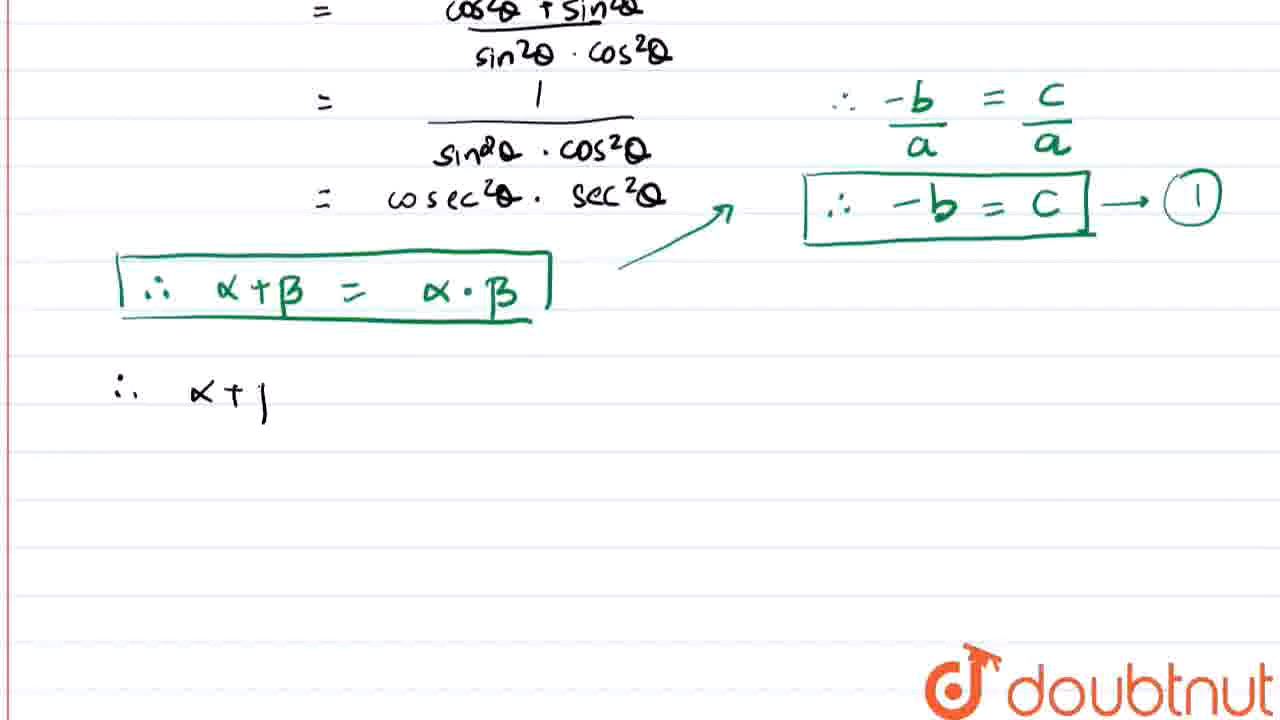 = cos²θ + sin²θ
sin²θ · cos²θ
= 1
sin²θ · cos²θ
= cosec²θ · sec²θ
∴ α + β = α · β
∴ α +
∴ -b/a = c/a
∴ -b = c → ①
doubtnut